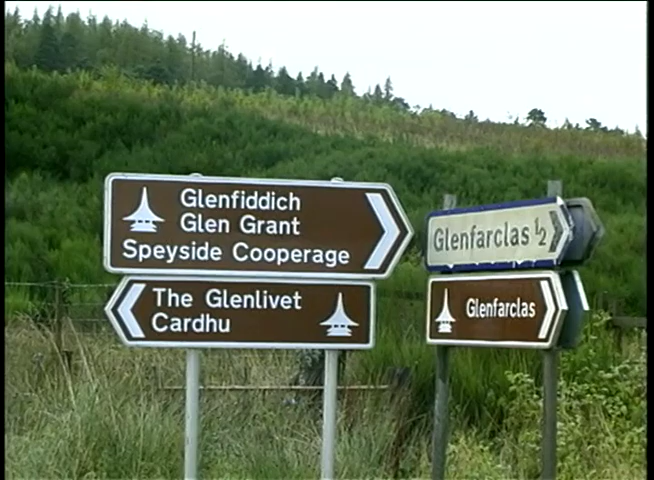 Glenfiddich
Glen Grant
Speyside Cooperage
The Glenlivet
Cardhu
Glenfarclas ½
Glenfarclas